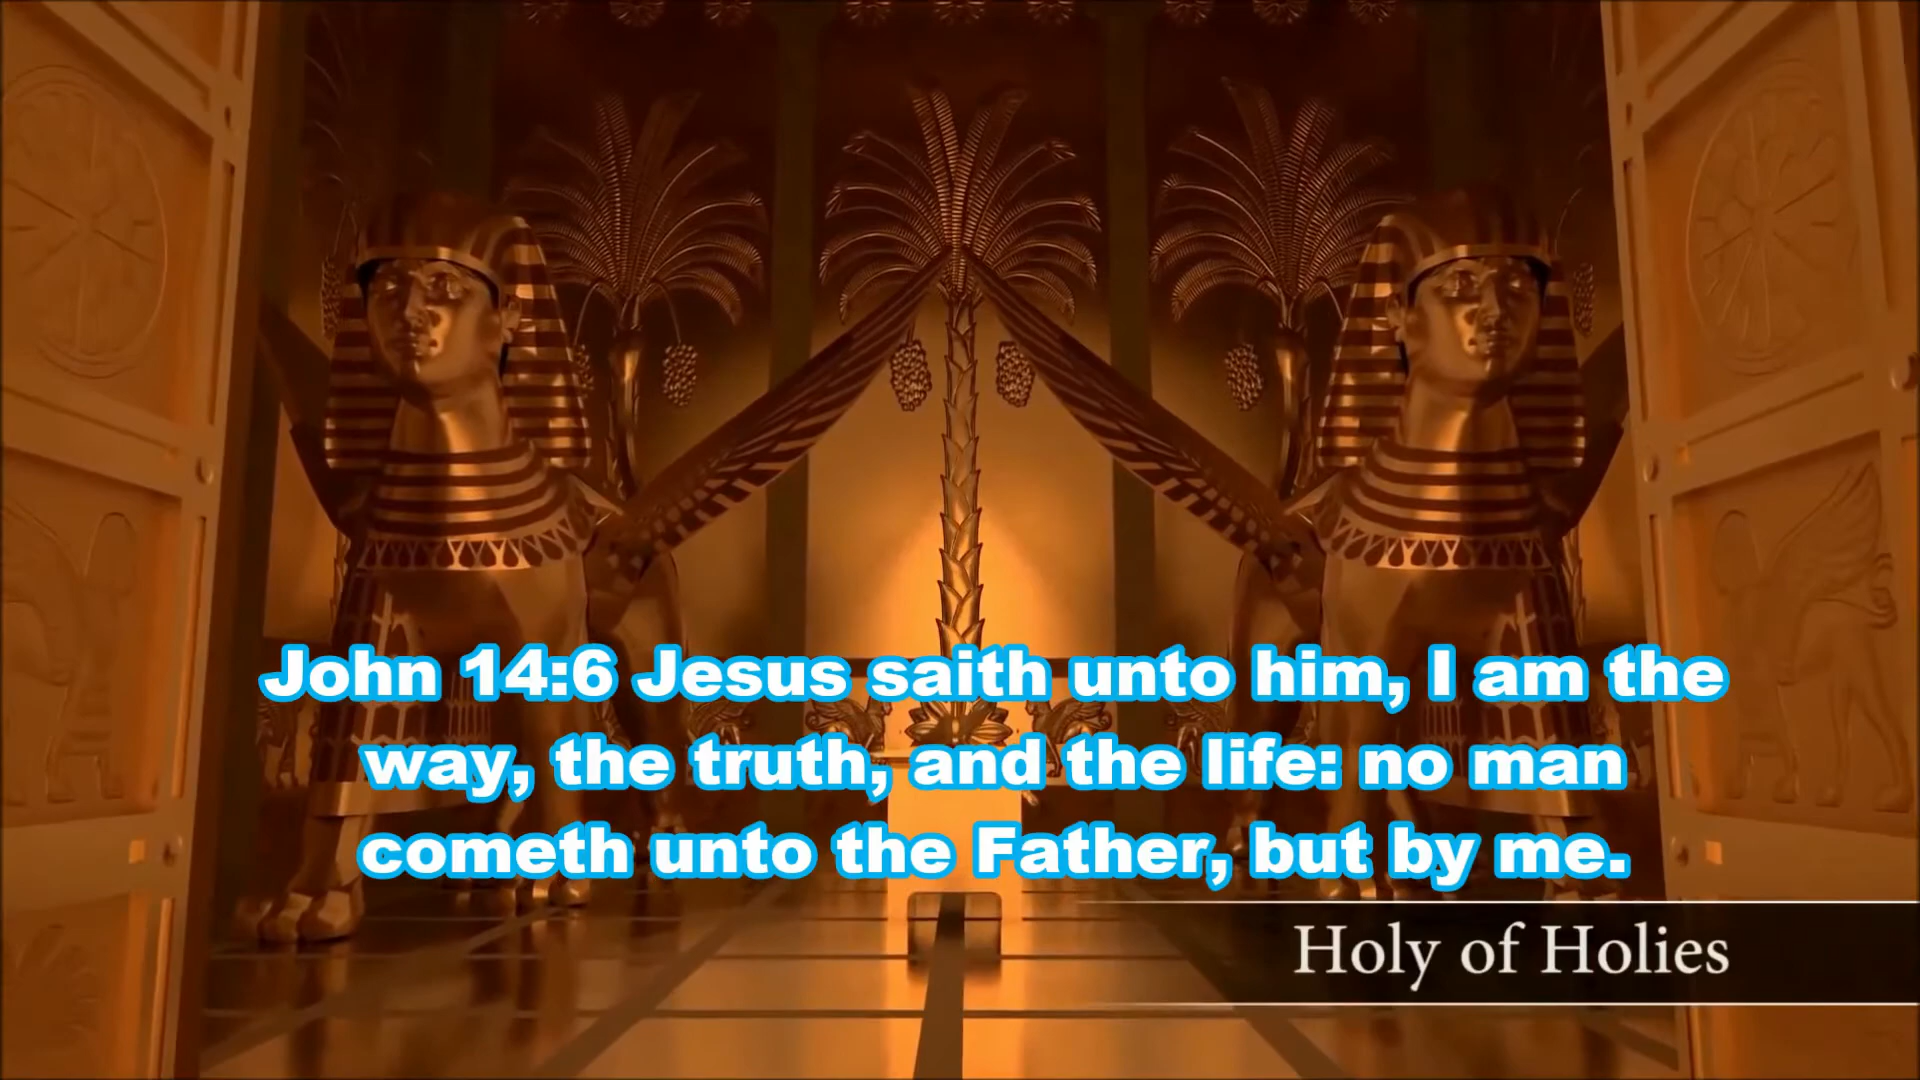 John 14:6 Jesus saith unto him, I am the
way, the truth, and the life: no man
cometh unto the Father, but by me.
Holy of Holies